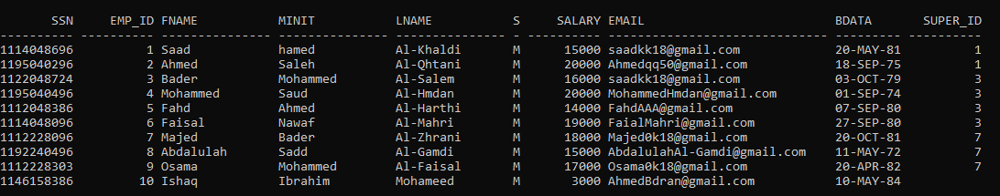 SSN EMP_ID FNAME MINIT LNAME S SALARY EMAIL BDATA SUPER_ID
---------- ---------- --------------- --------------- --------------- - ---------- ------------------------- --------- ----------
1114048696 1 Saad hamed Al-Khaldi M 15000 saadkk18@gmail.com 20-MAY-81 1
1195040296 2 Ahmed Saleh Al-Qhtani M 20000 Ahmedqq50@gmail.com 18-SEP-75 1
1122048724 3 Bader Mohammed Al-Salem M 16000 saadkk18@gmail.com 03-OCT-79 3
1195040496 4 Mohammed Saud Al-Hmdan M 20000 MohammedHmdan@gmail.com 01-SEP-74 3
1112048386 5 Fahd Ahmed Al-Harthi M 14000 FahdAAA@gmail.com 07-SEP-80 3
1114048096 6 Faisal Nawaf Al-Mahri M 19000 FaialMahri@gmail.com 27-SEP-80 3
1112228096 7 Majed Bader Al-Zhrani M 18000 Majed0k18@gmail.com 20-OCT-81 7
1192240496 8 Abdalulah Sadd Al-Gamdi M 15000 AbdalulahAl-Gamdi@gmail.com 11-MAY-72 7
1112228303 9 Osama Mohammed Al-Faisal M 17000 Osama0k18@gmail.com 20-APR-82 7
1146158386 10 Ishaq Ibrahim Mohameed M 3000 AhmedBdran@gmail.com 10-MAY-84